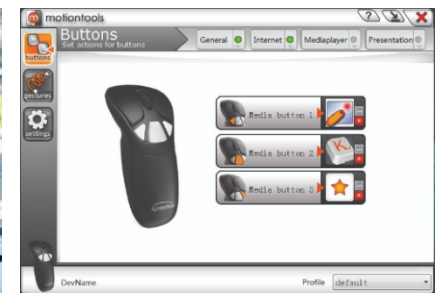 motiontools
Buttons
Set actions for buttons
General
Internet
Mediaplayer
Presentation
buttons
gestures
settings
Media button 1
Media button 2
K
Media button 3
DevName
Profile
default